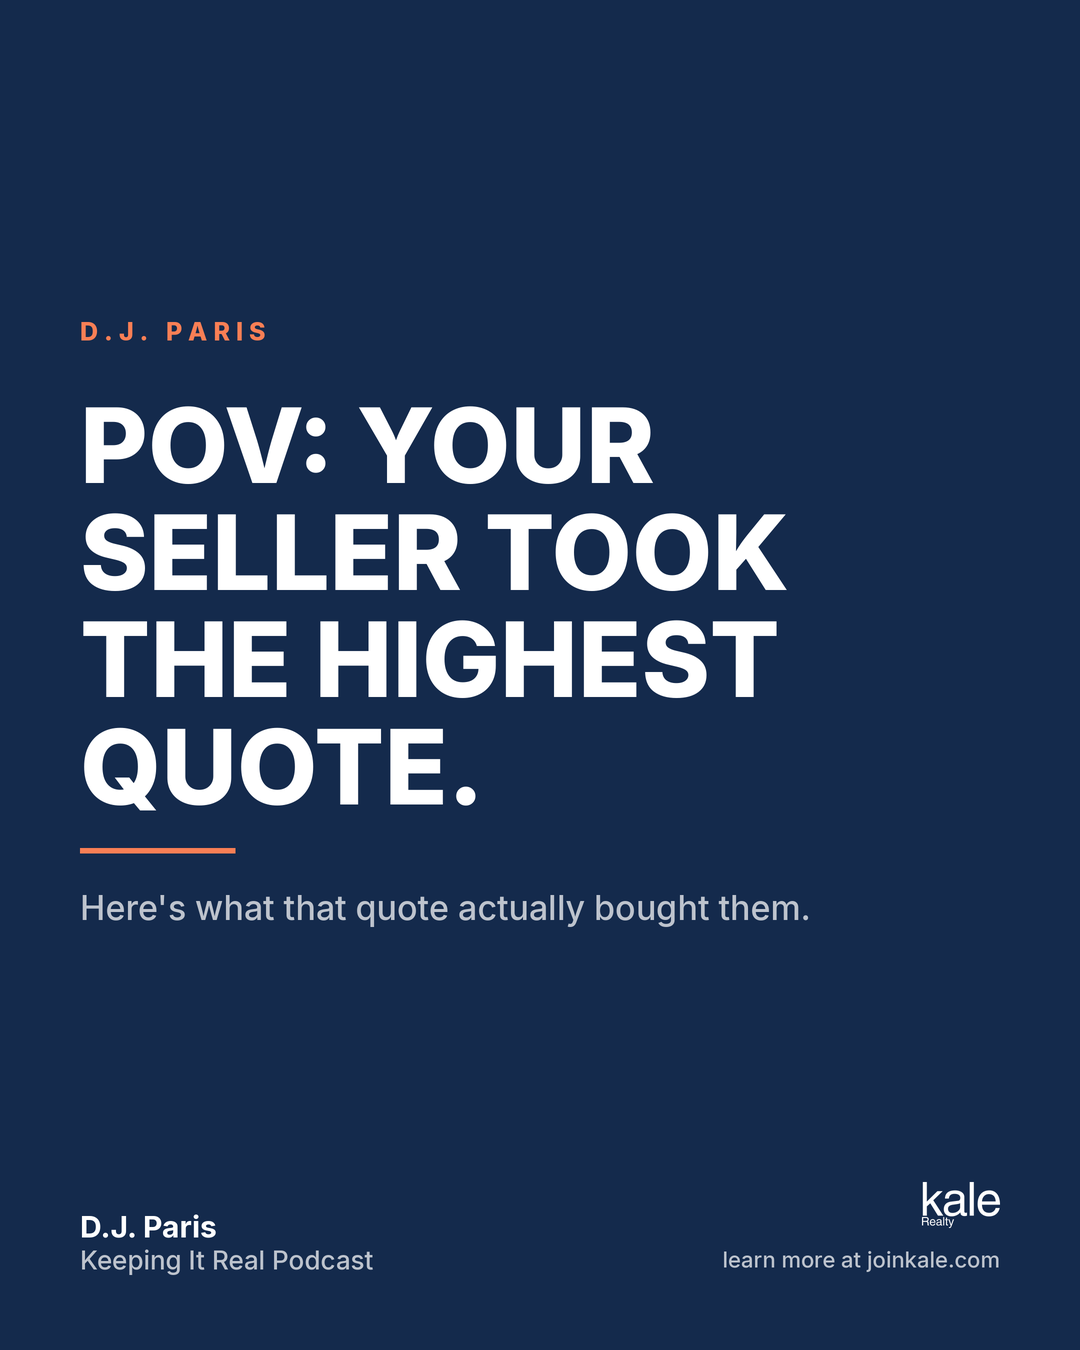 D.J. PARIS
POV: YOUR
SELLER TOOK
THE HIGHEST
QUOTE.
Here's what that quote actually bought them.
D.J. Paris
Keeping It Real Podcast
kale
Realty
learn more at joinkale.com